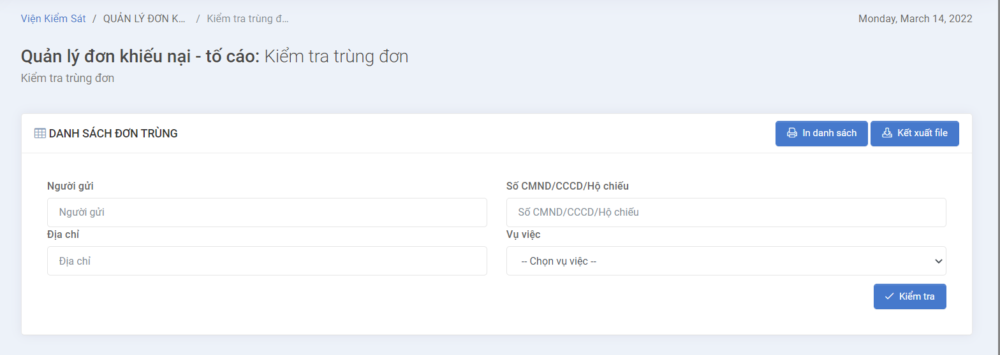 Viện Kiểm Sát / QUẢN LÝ ĐƠN K... / Kiểm tra trùng đ... Monday, March 14, 2022
Quản lý đơn khiếu nại - tố cáo: Kiểm tra trùng đơn
Kiểm tra trùng đơn
DANH SÁCH ĐƠN TRÙNG In danh sách Kết xuất file
Người gửi Số CMND/CCCD/Hộ chiếu
Người gửi Số CMND/CCCD/Hộ chiếu
Địa chỉ Vụ việc
Địa chỉ -- Chọn vụ việc --
Kiểm tra